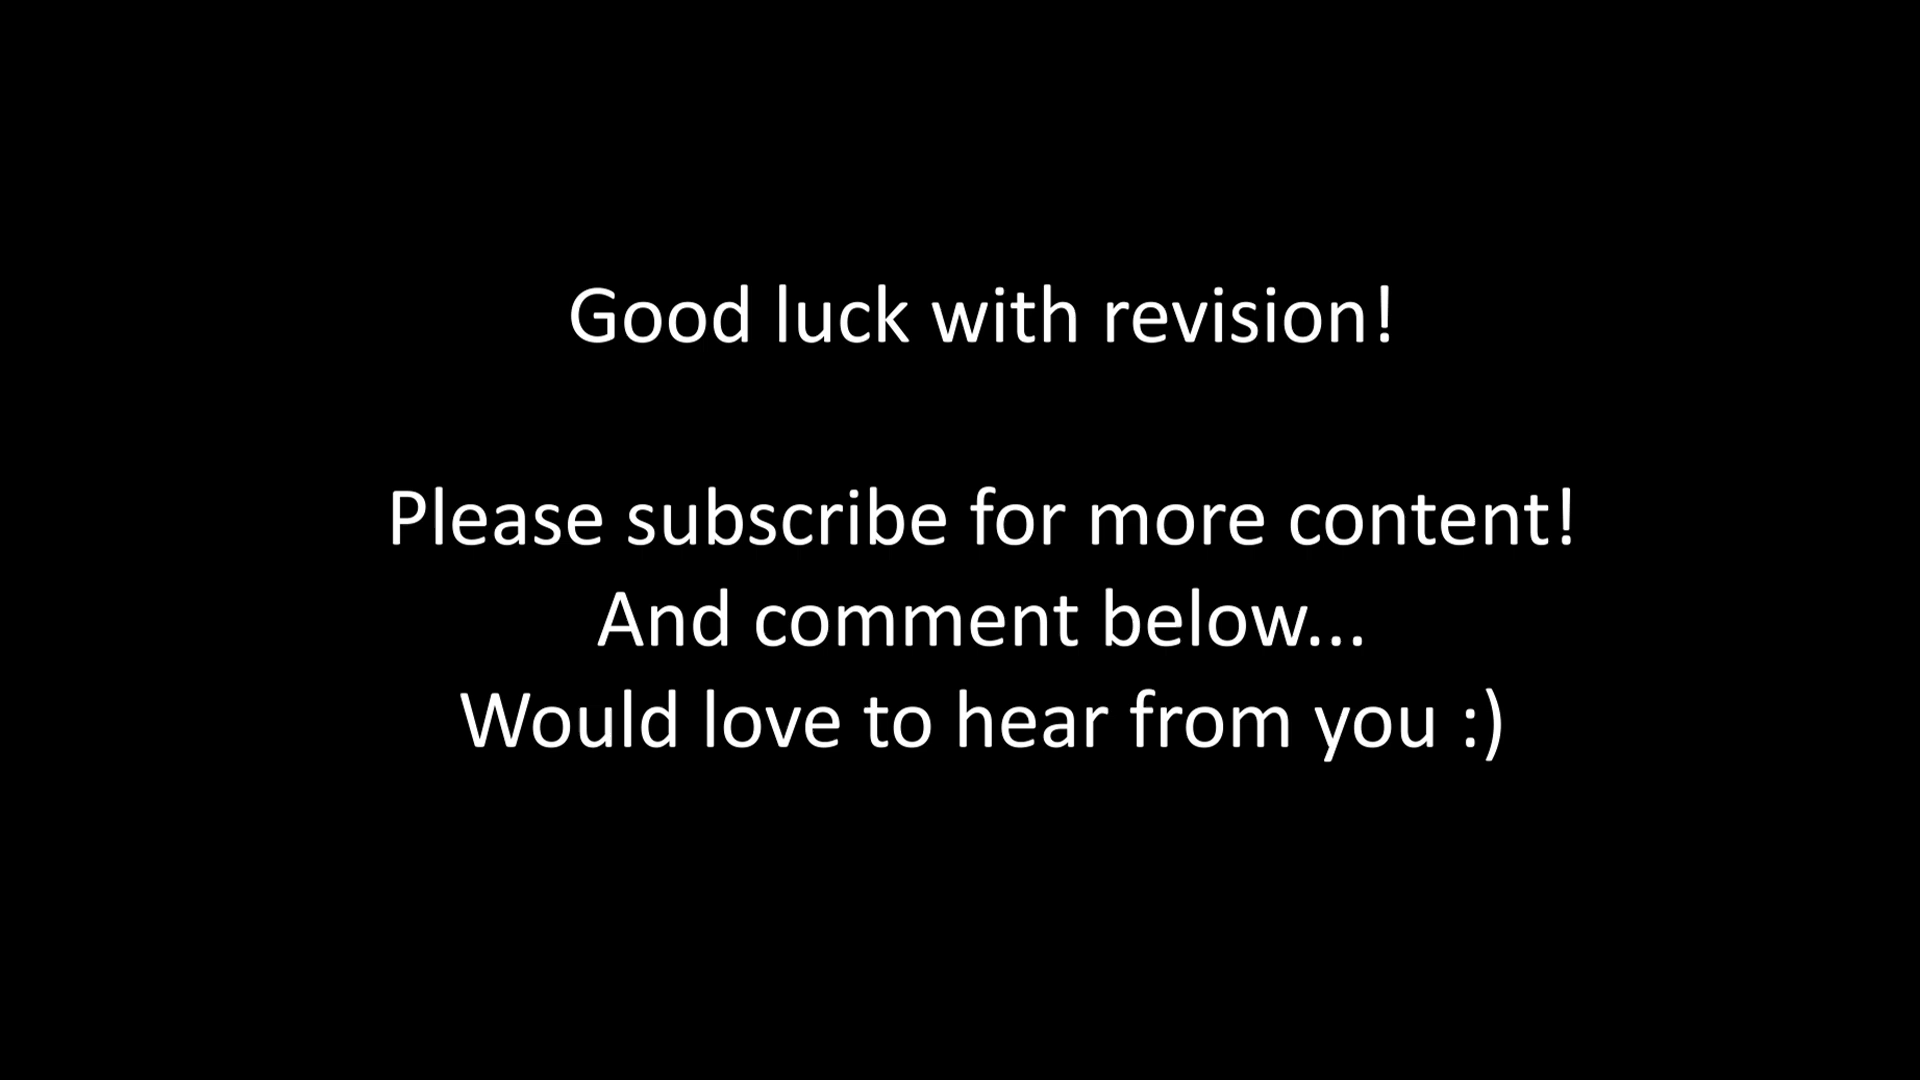 Good luck with revision!
Please subscribe for more content!
And comment below...
Would love to hear from you :)